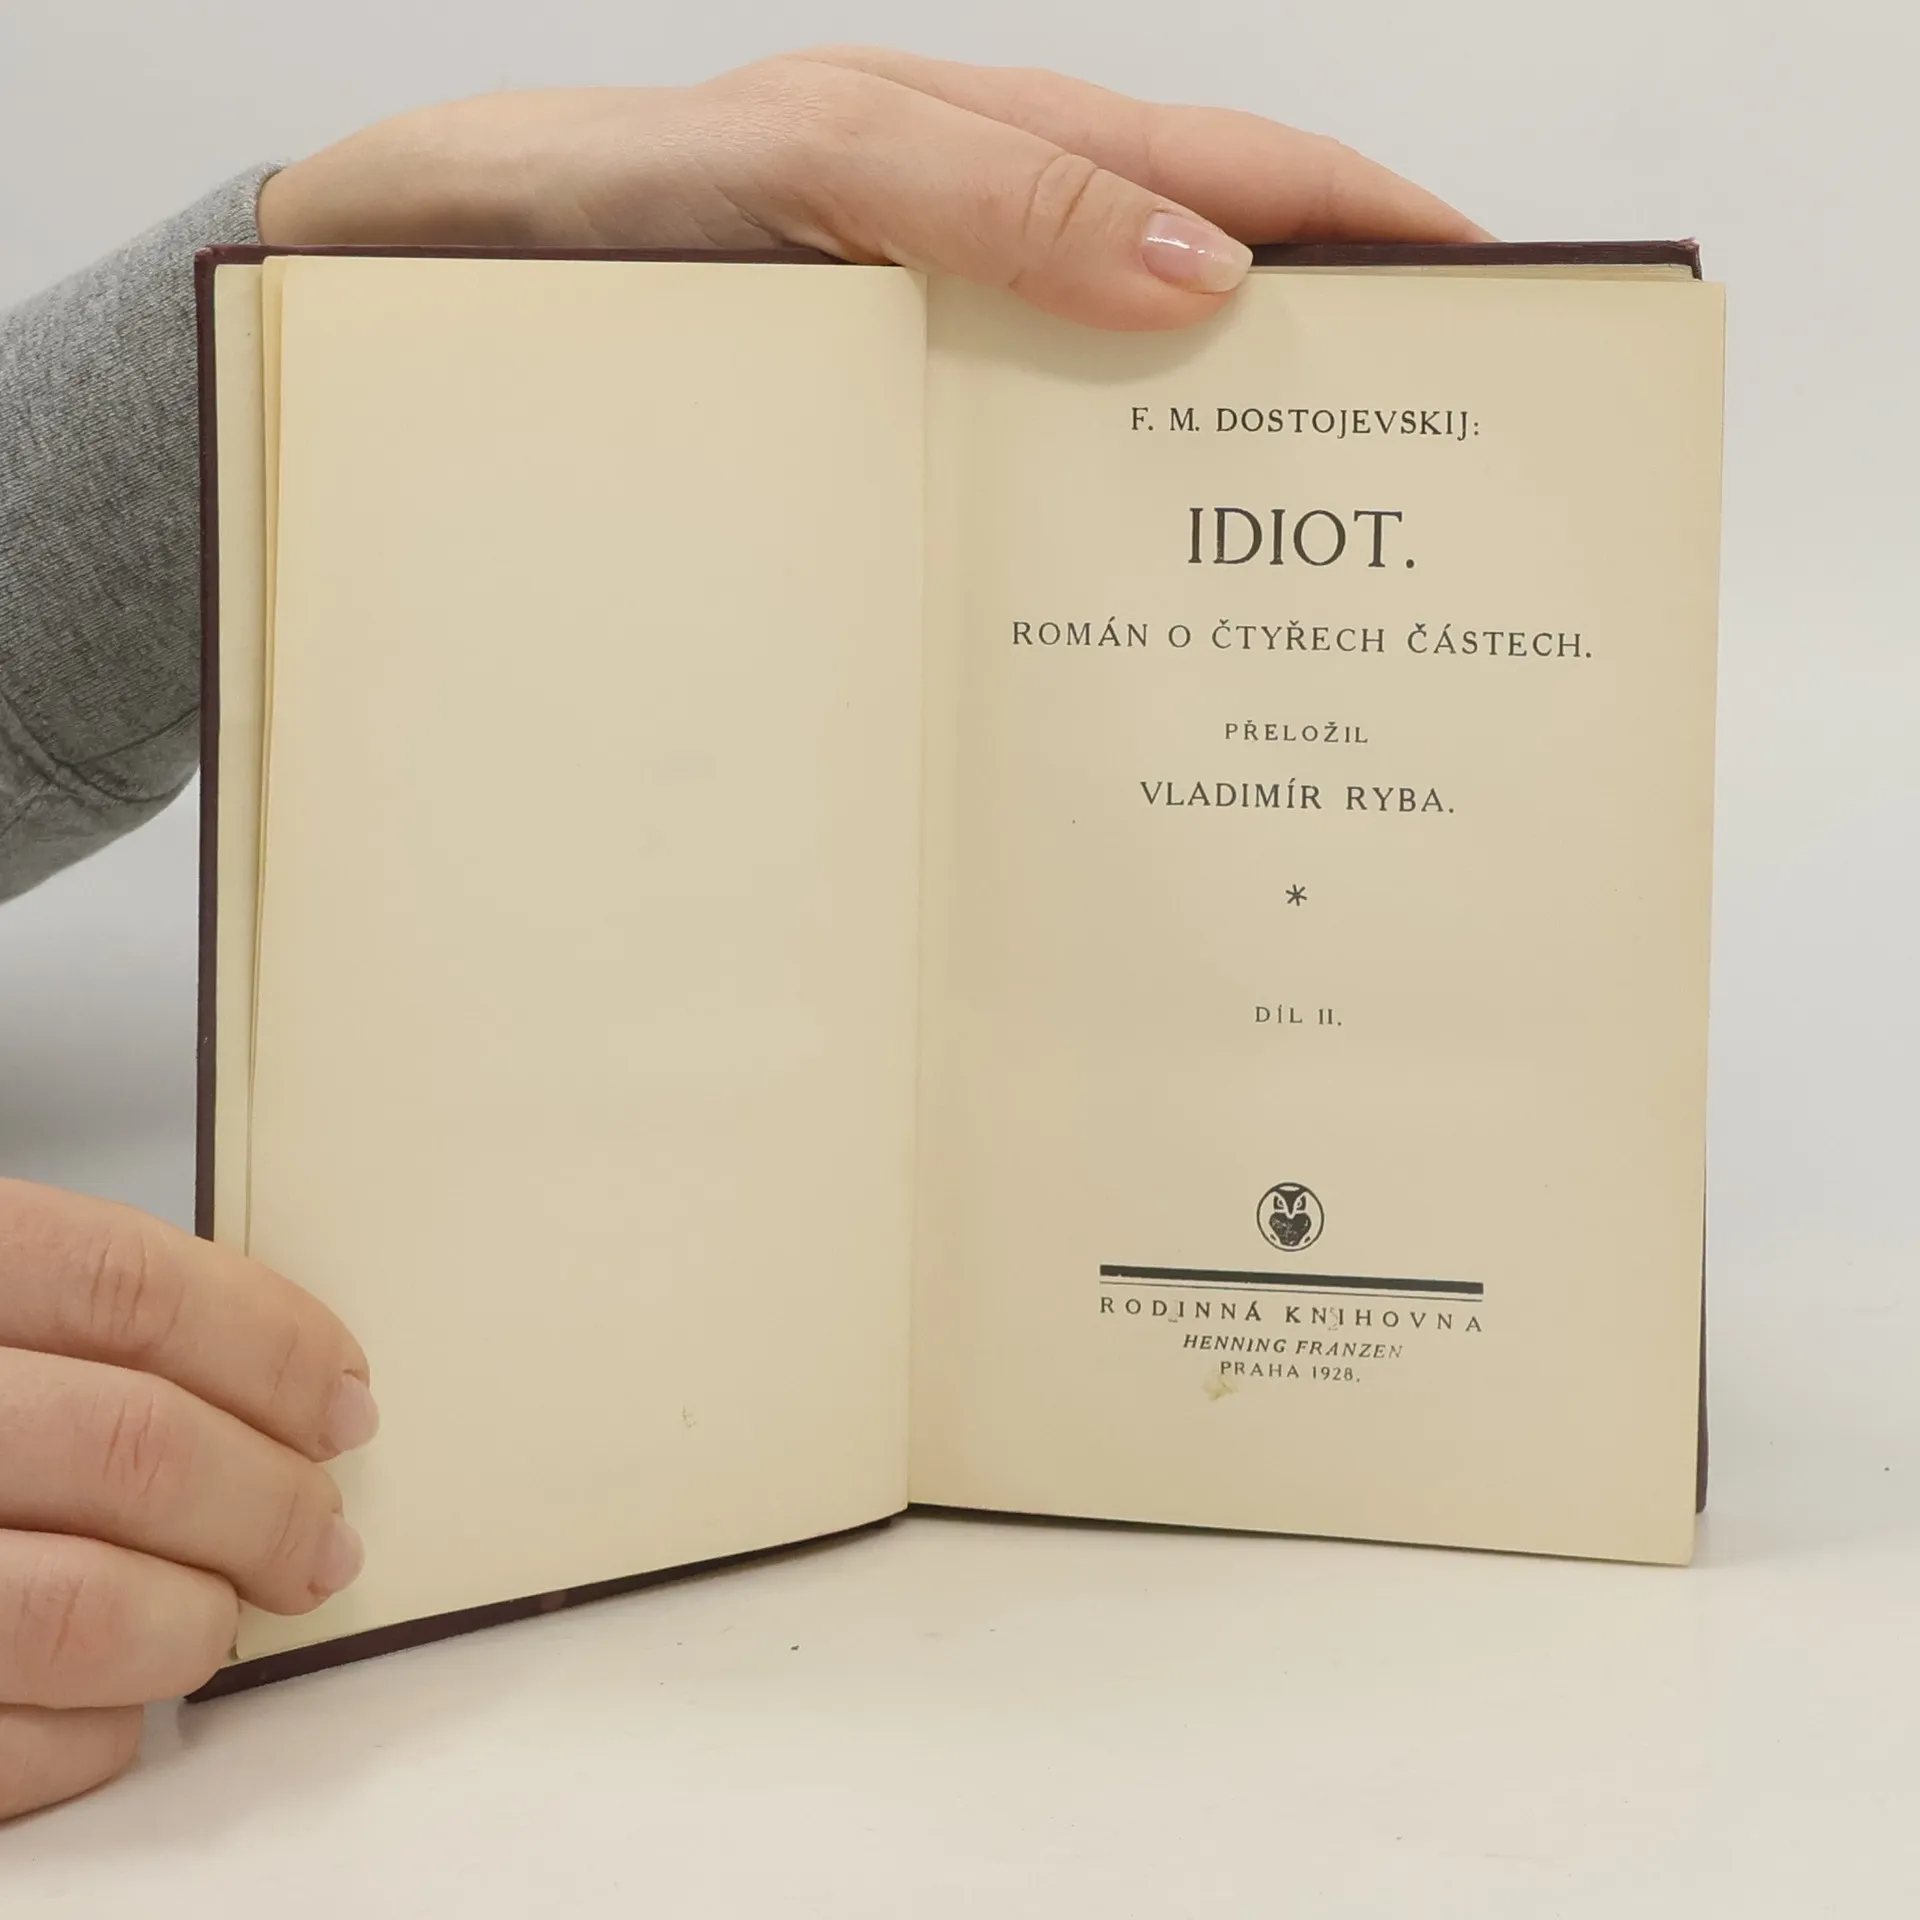 F. M. DOSTOJEVSKIJ:
IDIOT.
ROMÁN O ČTYŘECH ČÁSTECH.
PŘELOŽIL
VLADIMÍR RYBA.
*
DÍL II.
RODINNÁ KNIHOVNA
HENNING FRANZEN
PRAHA 1928.